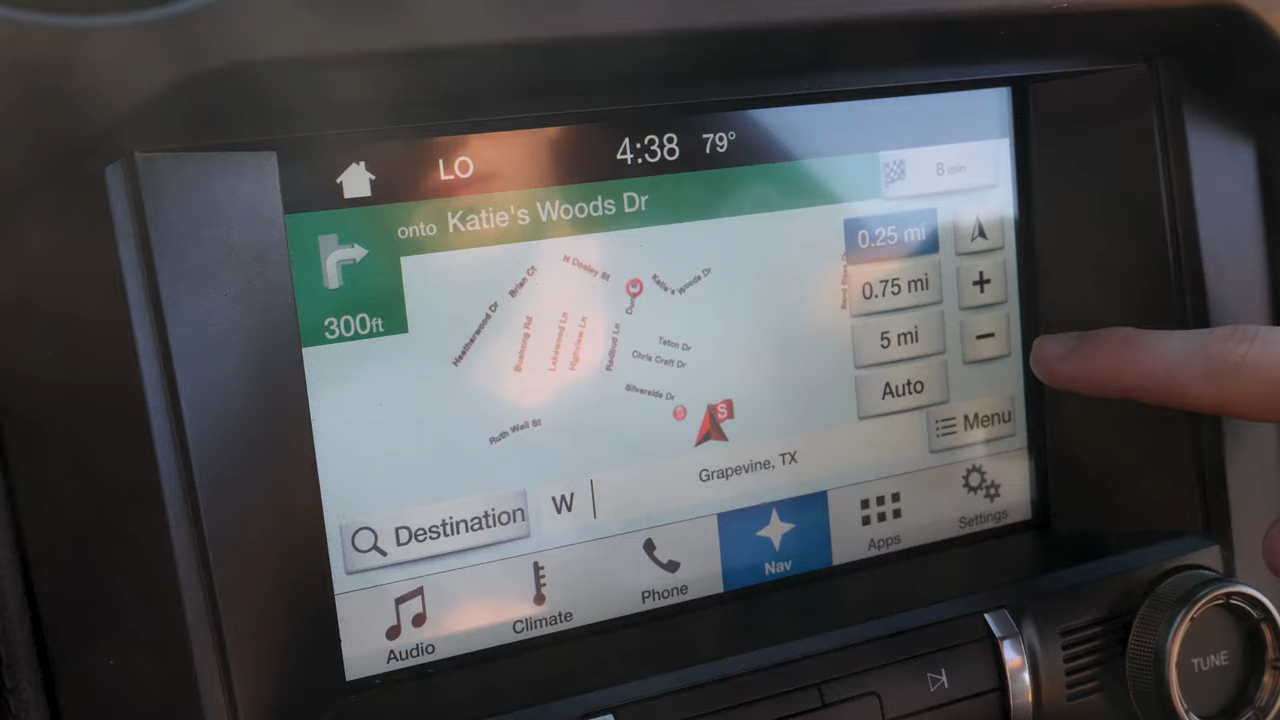 LO 4:38 79°
onto Katie's Woods Dr
8 min
300ft
0.25 mi
0.75 mi
5 mi
Auto
Menu
N Dooley St
Katie's Woods Dr
Brian Ct
Heatherwood Dr
Bushong Rd
Lakewood Ln
Highview Ln
Redbud Ln
Teton Dr
Chris Craft Dr
Silverside Dr
Ruth Wall St
S
Grapevine, TX
Destination
W
Audio
Climate
Phone
Nav
Apps
Settings
TUNE